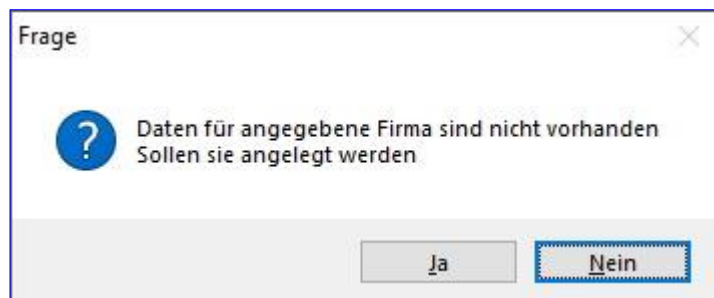 Frage
Daten für angegebene Firma sind nicht vorhanden
Sollen sie angelegt werden
Ja
Nein